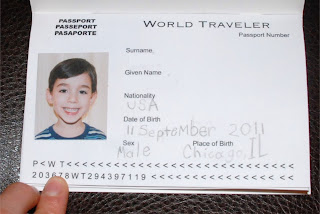 PASSPORT
PASSEPORT
PASAPORTE
WORLD TRAVELER
Passport Number
Surname,
Given Name
Nationality
USA
Date of Birth
11 September 2011
Sex Place of Birth
Male Chicago, IL
P<WT<<<<<<<<<<<<<<<<<<<<<<<<<<<<<<
203678WT294397119<<<<<<<<<<<<<<<<